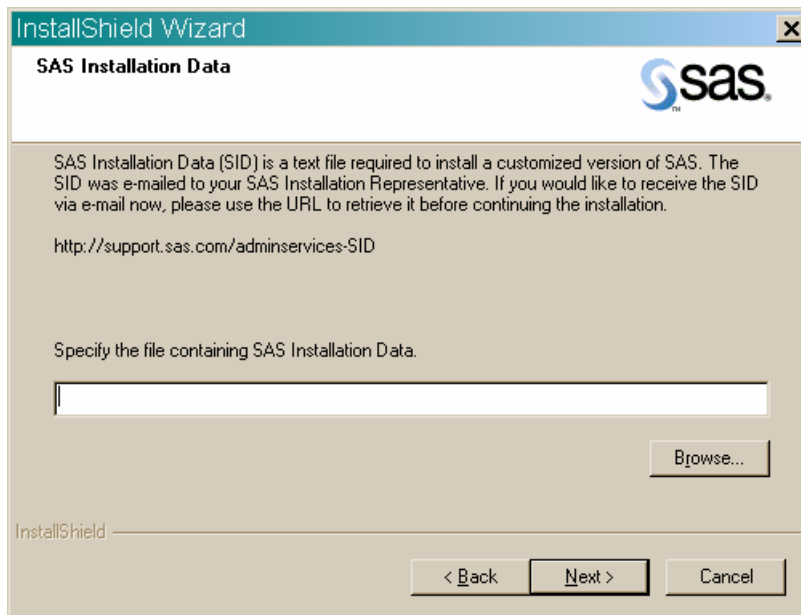 InstallShield Wizard
SAS Installation Data
sas.
TM
SAS Installation Data (SID) is a text file required to install a customized version of SAS. The
SID was e-mailed to your SAS Installation Representative. If you would like to receive the SID
via e-mail now, please use the URL to retrieve it before continuing the installation.
http://support.sas.com/adminservices-SID
Specify the file containing SAS Installation Data.
Browse...
InstallShield
< Back
Next >
Cancel